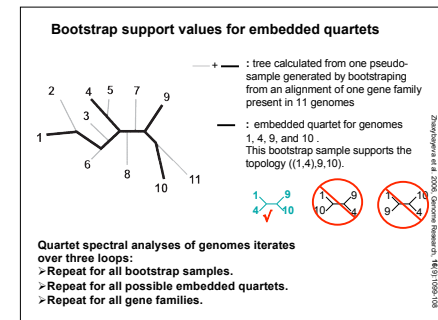 Bootstrap support values for embedded quartets
+ : tree calculated from one pseudo-
sample generated by bootstraping
from an alignment of one gene family
present in 11 genomes
: embedded quartet for genomes
1, 4, 9, and 10 .
This bootstrap sample supports the
topology ((1,4),9,10).
2
4
5
7
9
3
1
6
8
11
10
1 9
4 10
1 9
10 4
1 10
9 4
Quartet spectral analyses of genomes iterates
over three loops:
➢Repeat for all bootstrap samples.
➢Repeat for all possible embedded quartets.
➢Repeat for all gene families.
Zhaxybayeva et al. 2006, Genome Research, 16(9):1099-108